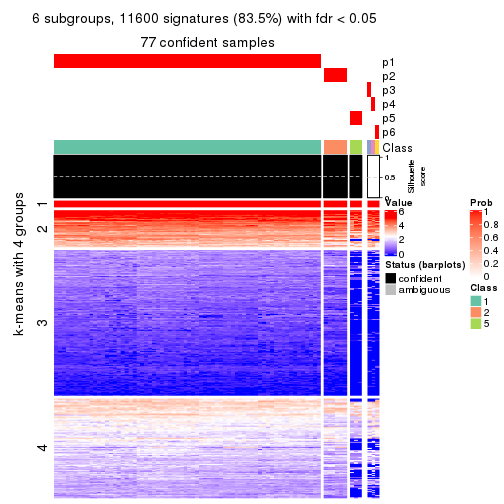 6 subgroups, 11600 signatures (83.5%) with fdr < 0.05
77 confident samples
p1
p2
p3
p4
p5
p6
Class
1
0.5
0
Silhouette
score
k-means with 4 groups
1
2
3
4
Value
6
4
2
0
Status (barplots)
confident
ambiguous
Prob
1
0.8
0.6
0.4
0.2
0
Class
1
2
5